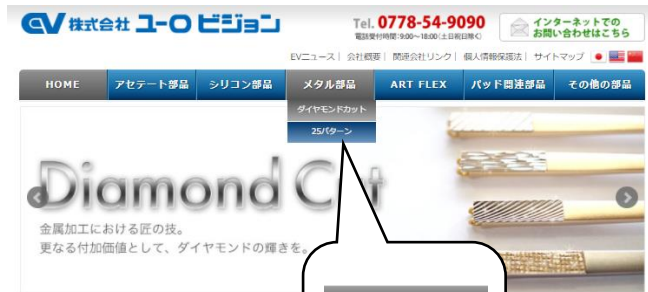 株式会社 ユーロ ビジョン
Tel. 0778-54-9090
電話受付時間:9:00～18:00(土日祝日除く)
インターネットでの
お問い合わせはこちら
EVニュース| 会社概要| 関連会社リンク| 個人情報保護法| サイトマップ
HOME アセテート部品 シリコン部品 メタル部品 ART FLEX パッド関連部品 その他の部品
ダイヤモンドカット
25パターン
Diamond Cut
金属加工における匠の技。
更なる付加価値として、ダイヤモンドの輝きを。